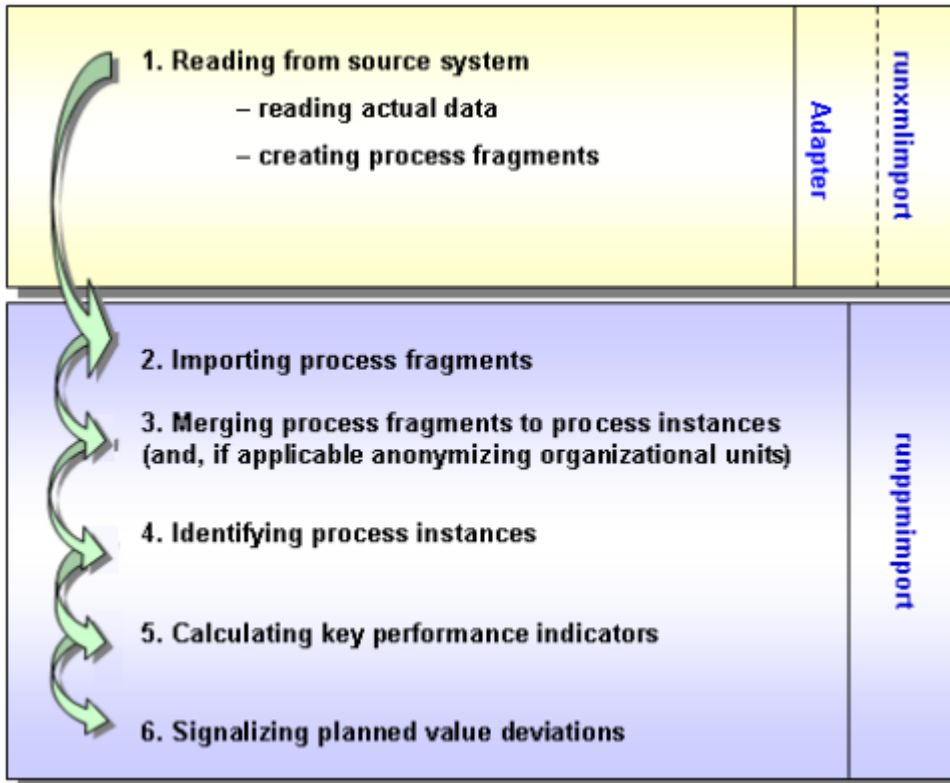 1. Reading from source system
– reading actual data
– creating process fragments
Adapter
runxmlimport
2. Importing process fragments
3. Merging process fragments to process instances
(and, if applicable anonymizing organizational units)
4. Identifying process instances
5. Calculating key performance indicators
6. Signalizing planned value deviations
runppmimport